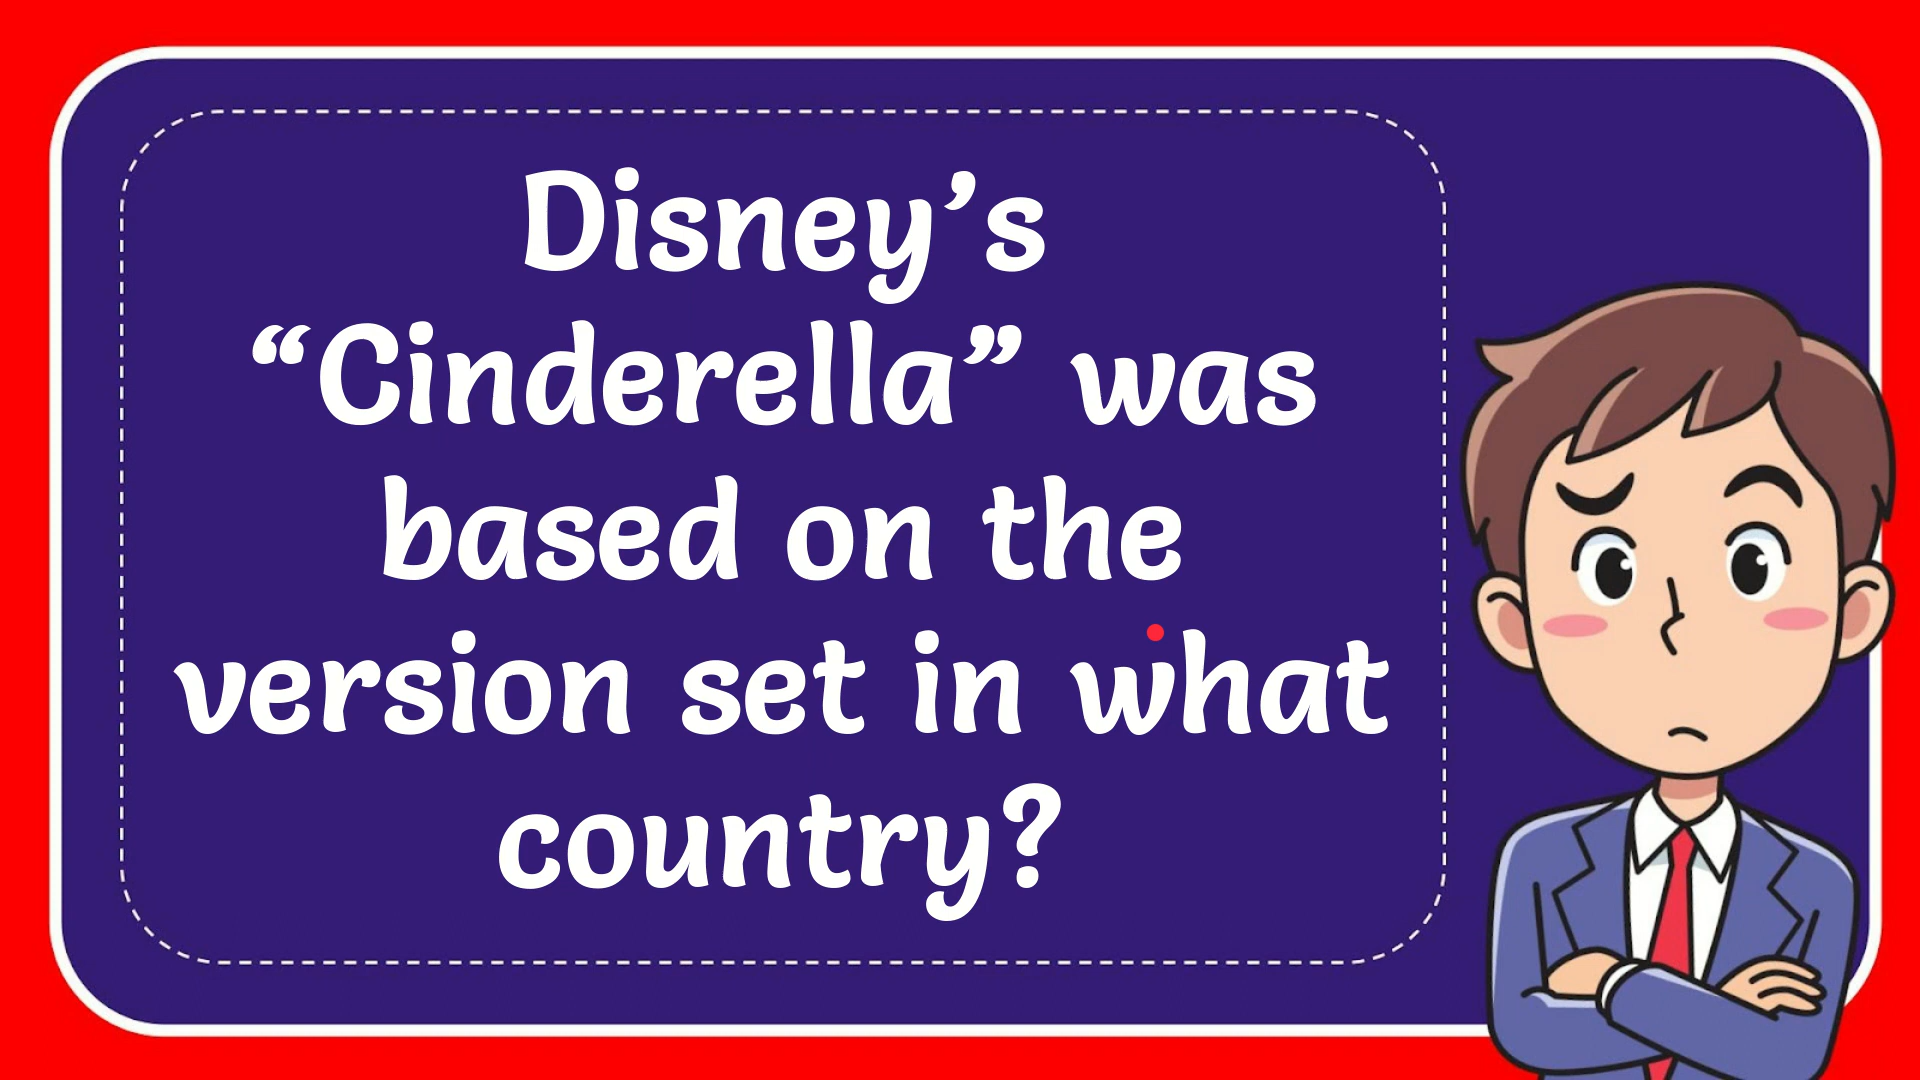 Disney’s
“Cinderella” was
based on the
version set in what
country?